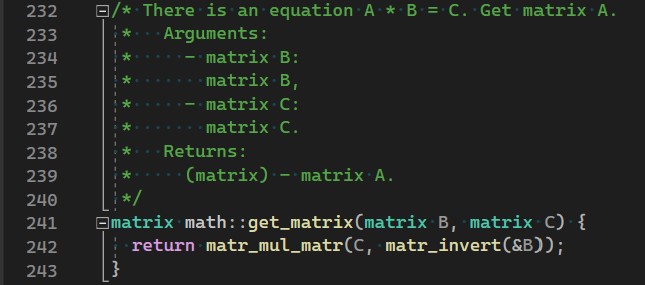 232 /* There is an equation A * B = C. Get matrix A.
233 *   Arguments:
234 *     - matrix B:
235 *       matrix B,
236 *     - matrix C:
237 *       matrix C.
238 *   Returns:
239 *     (matrix) - matrix A.
240 */
241 matrix math::get_matrix(matrix B, matrix C) {
242   return matr_mul_matr(C, matr_invert(&B));
243 }